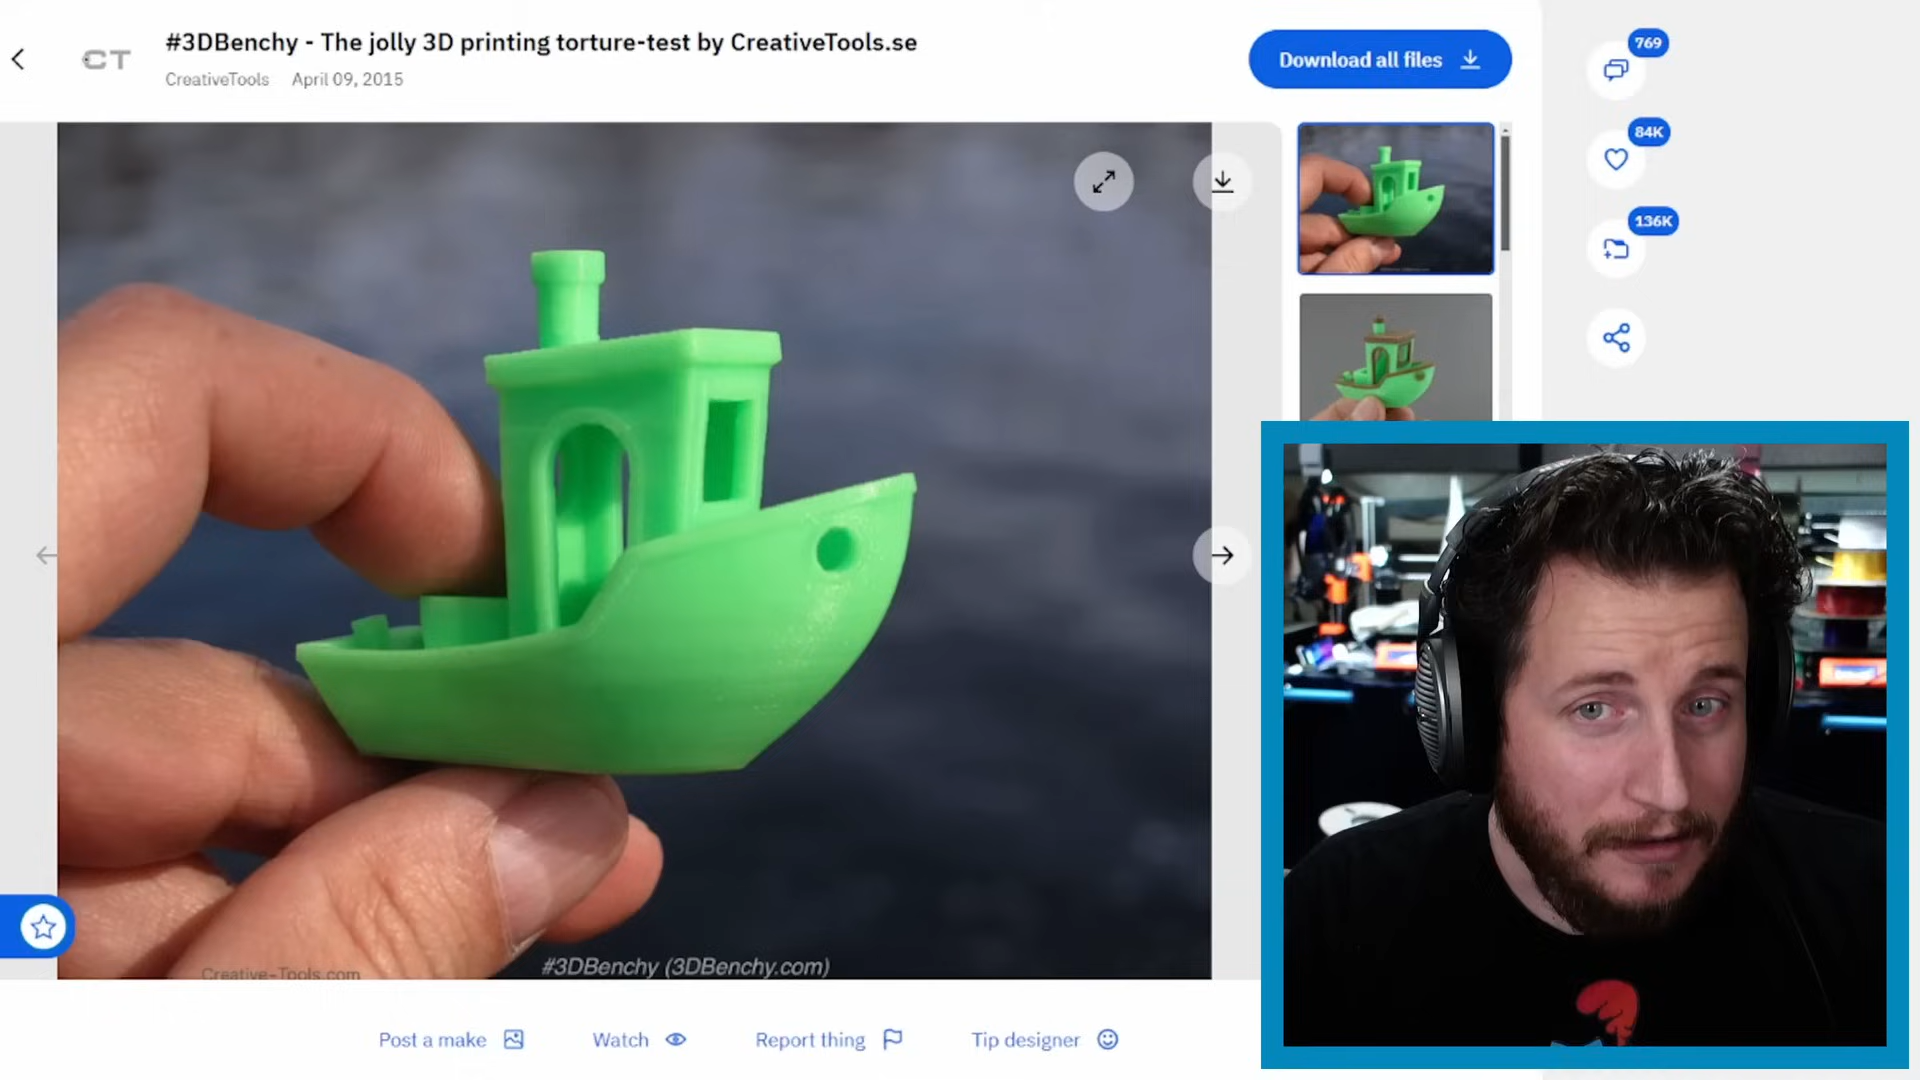 CT
#3DBenchy - The jolly 3D printing torture-test by CreativeTools.se
CreativeTools April 09, 2015
Download all files
769
84K
136K
Creative-Tools.com
#3DBenchy (3DBenchy.com)
Post a make Watch Report thing Tip designer